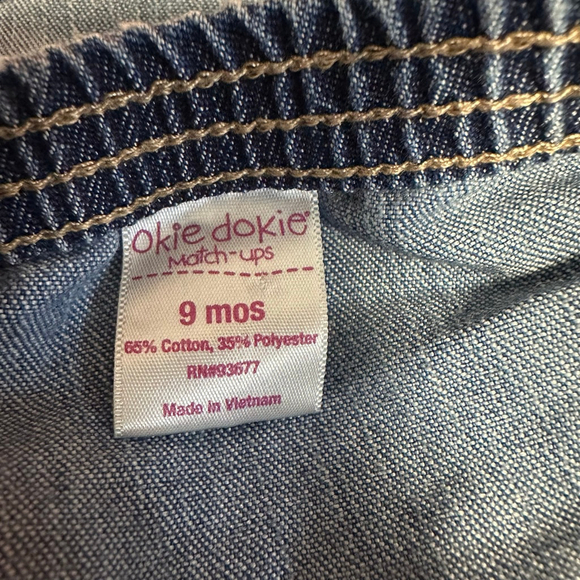 Okie dokie®
Match-ups
9 mos
65% Cotton, 35% Polyester
RN#93677
Made in Vietnam